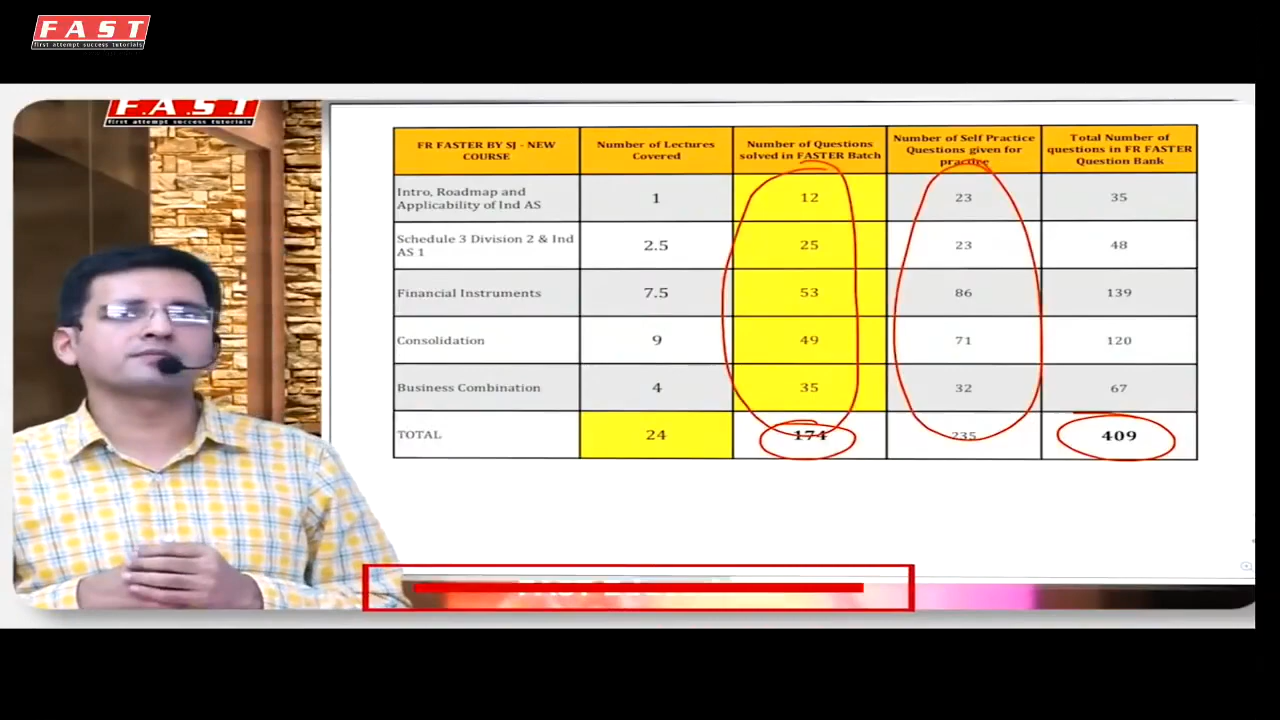 FAST
first attempt success tutorials
F.A.S.T
first attempt success tutorials
FR FASTER BY SJ - NEW
COURSE
Number of Lectures
Covered
Number of Questions
solved in FASTER Batch
Number of Self Practice
Questions given for
practice
Total Number of
questions in FR FASTER
Question Bank
Intro, Roadmap and
Applicability of Ind AS
1
12
23
35
Schedule 3 Division 2 & Ind
AS 1
2.5
25
23
48
Financial Instruments
7.5
53
86
139
Consolidation
9
49
71
120
Business Combination
4
35
32
67
TOTAL
24
174
235
409